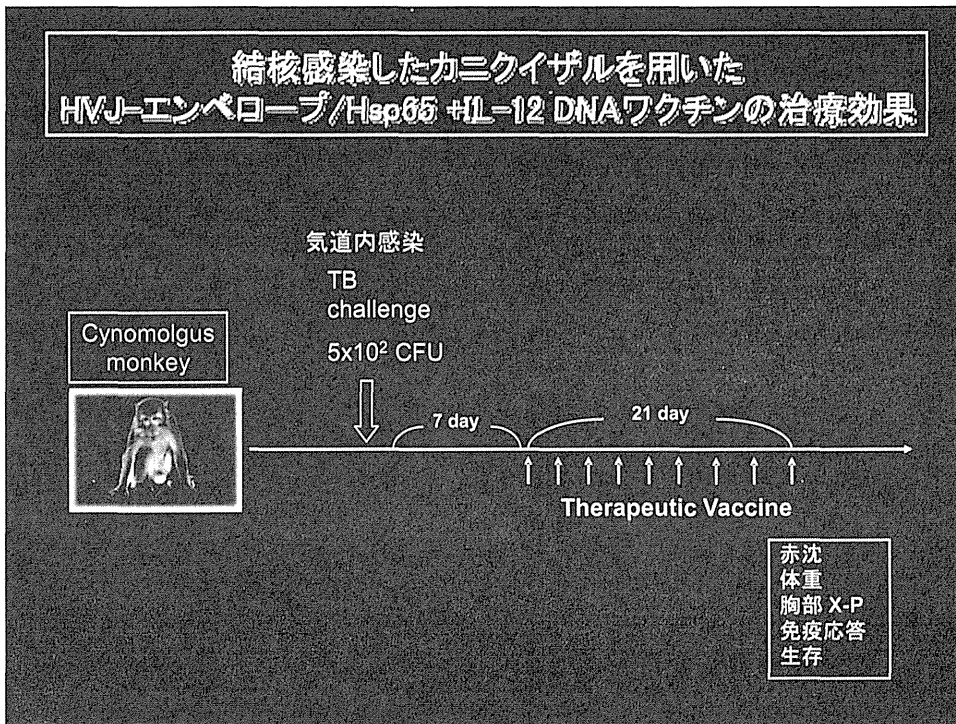 結核感染したカニクイザルを用いた
HVJ-エンベロープ/Hsp65 +IL-12 DNAワクチンの治療効果
気道内感染
TB
challenge
5x10² CFU
Cynomolgus
monkey
7 day
21 day
Therapeutic Vaccine
赤沈
体重
胸部 X-P
免疫応答
生存